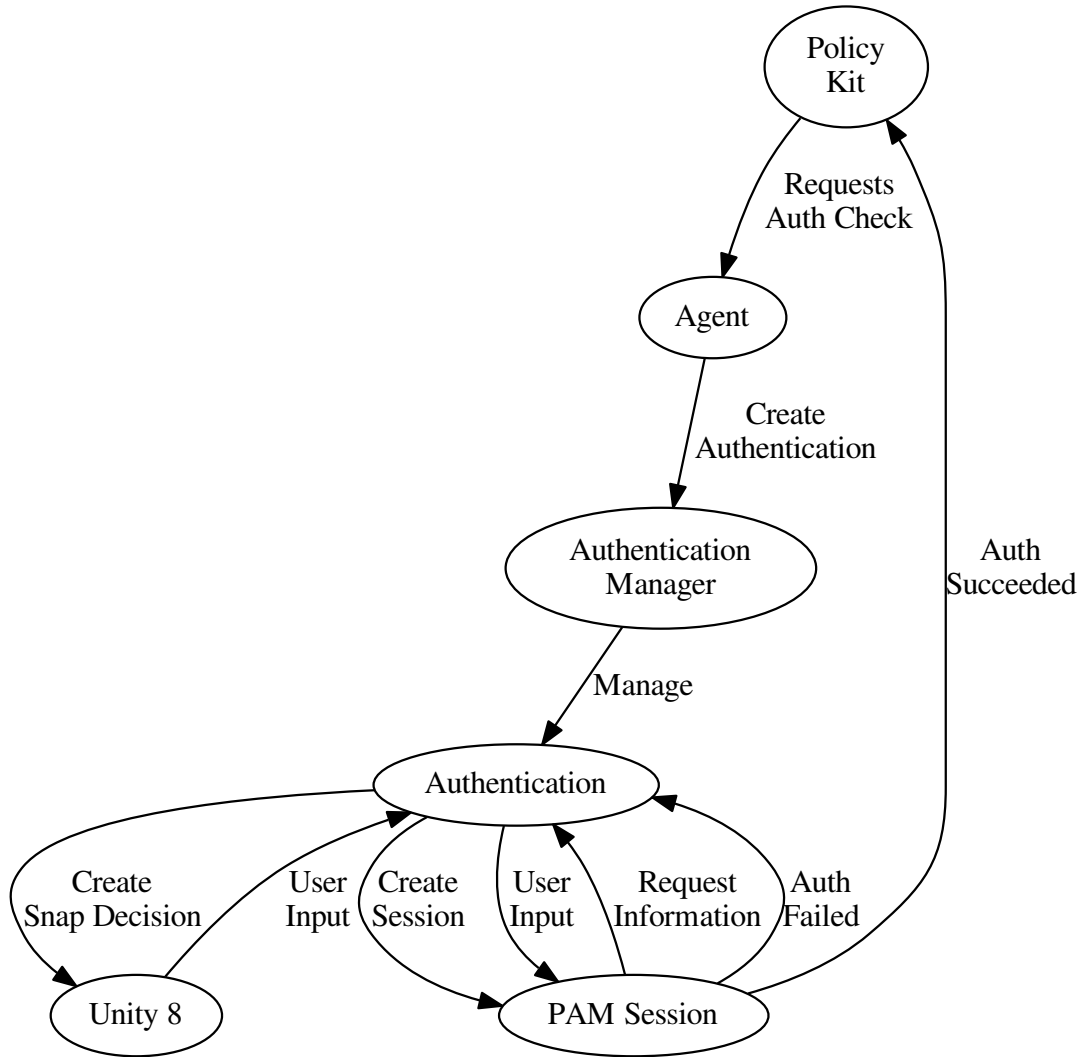 Policy
Kit
Requests
Auth Check
Agent
Create
Authentication
Authentication
Manager
Auth
Succeeded
Manage
Authentication
Create
Snap Decision
User
Input
Create
Session
User
Input
Request
Information
Auth
Failed
Unity 8
PAM Session